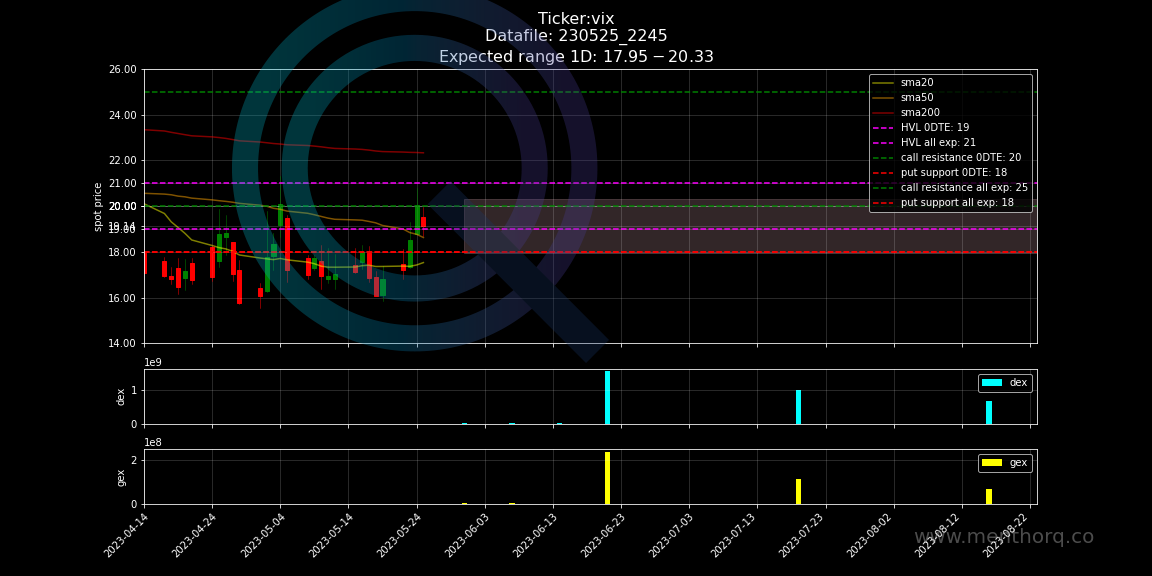 Ticker:vix
Datafile: 230525_2245
Expected range 1D: 17.95 − 20.33
26.00
24.00
22.00
21.00
20.00
19.14
19.00
18.00
16.00
14.00
spot price
sma20
sma50
sma200
HVL 0DTE: 19
HVL all exp: 21
call resistance 0DTE: 20
put support 0DTE: 18
call resistance all exp: 25
put support all exp: 18
1e9
1
0
dex
dex
1e8
2
0
gex
gex
2023-04-14
2023-04-24
2023-05-04
2023-05-14
2023-05-24
2023-06-03
2023-06-13
2023-06-23
2023-07-03
2023-07-13
2023-07-23
2023-08-02
2023-08-12
2023-08-22
www.menthorq.co